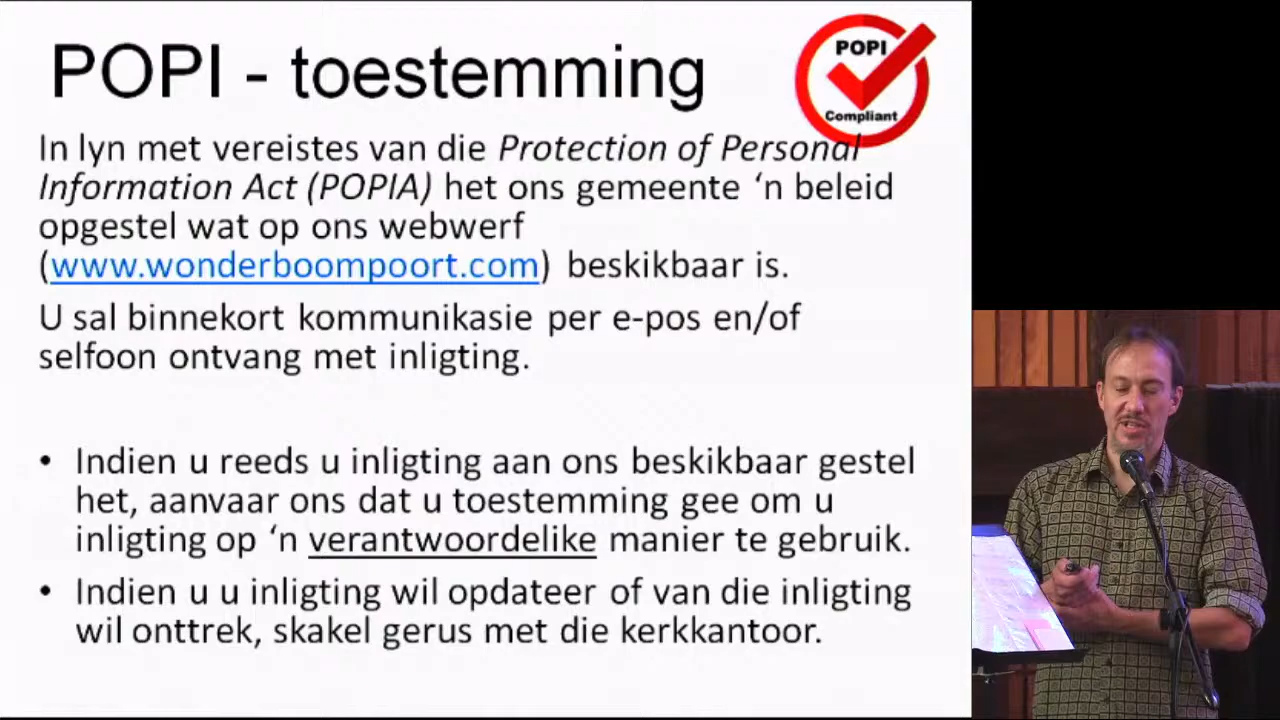 POPI - toestemming
POPI
Compliant
In lyn met vereistes van die Protection of Personal
Information Act (POPIA) het ons gemeente ‘n beleid
opgestel wat op ons webwerf
(www.wonderboompoort.com) beskikbaar is.
U sal binnekort kommunikasie per e-pos en/of
selfoon ontvang met inligting.
• Indien u reeds u inligting aan ons beskikbaar gestel
het, aanvaar ons dat u toestemming gee om u
inligting op ‘n verantwoordelike manier te gebruik.
• Indien u u inligting wil opdateer of van die inligting
wil onttrek, skakel gerus met die kerkkantoor.